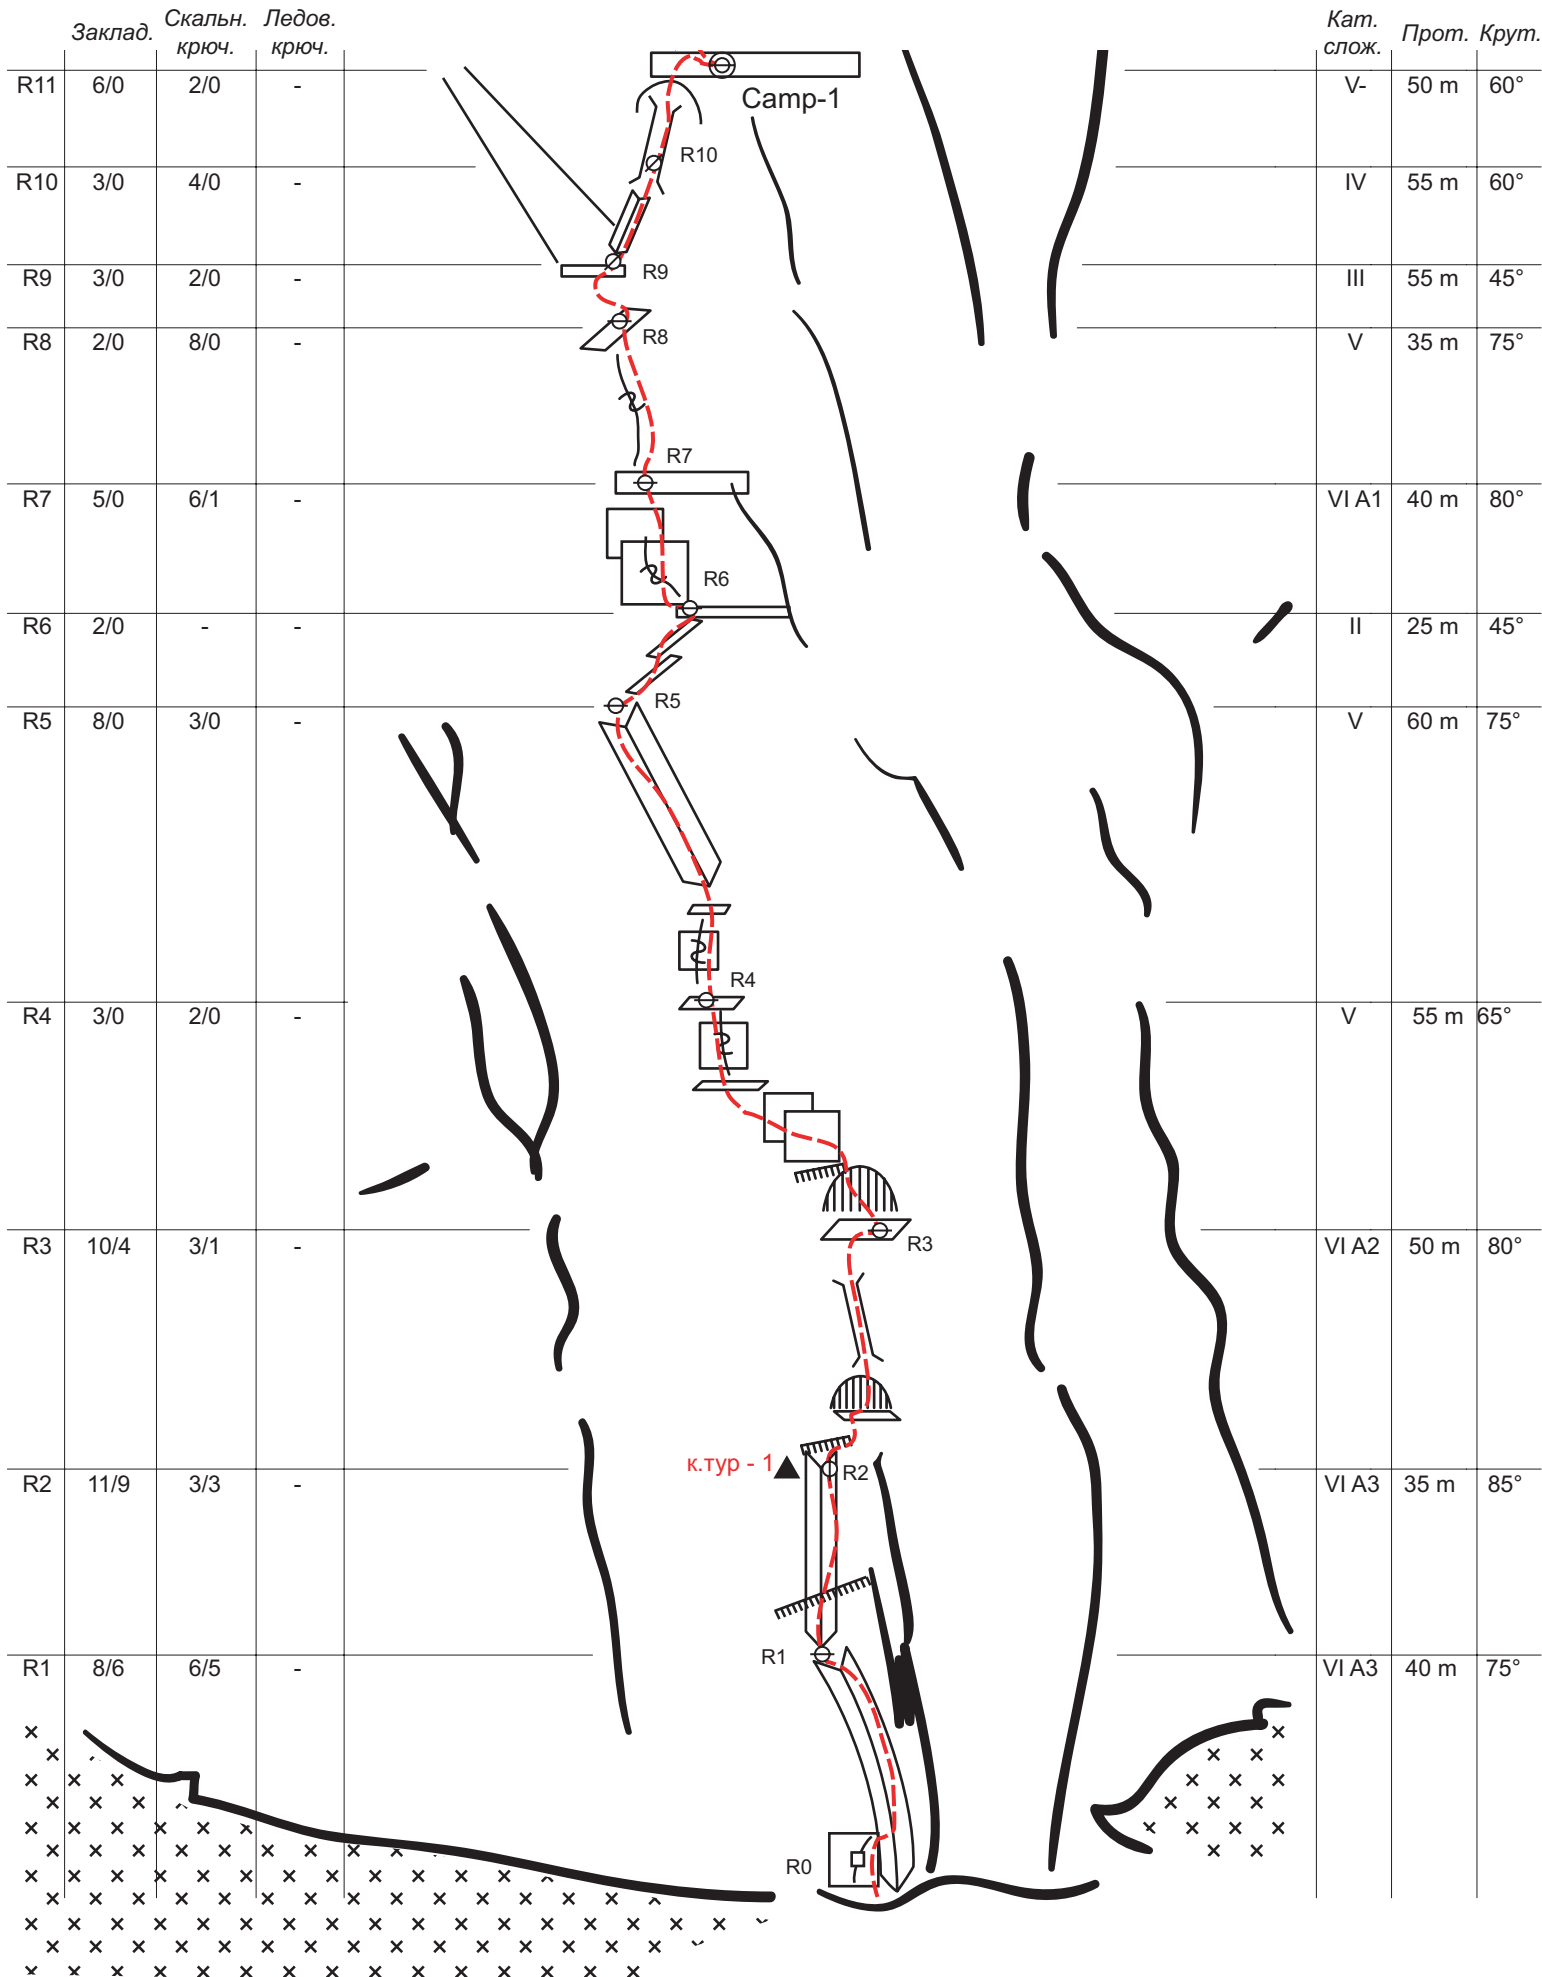 Заклад. Скальн. крюч. Ледов. крюч. Кат. слож. Прот. Крут.
R11 6/0 2/0 - V- 50 m 60°
Camp-1
R10
R10 3/0 4/0 - IV 55 m 60°
R9
R9 3/0 2/0 - III 55 m 45°
R8 2/0 8/0 - R8 V 35 m 75°
R7
R7 5/0 6/1 - VI A1 40 m 80°
R6
R6 2/0 - - II 25 m 45°
R5
R5 8/0 3/0 - V 60 m 75°
R4
R4 3/0 2/0 - V 55 m 65°
R3 10/4 3/1 - R3 VI A2 50 m 80°
к.тур - 1 R2
R2 11/9 3/3 - VI A3 35 m 85°
R1
R1 8/6 6/5 - VI A3 40 m 75°
R0